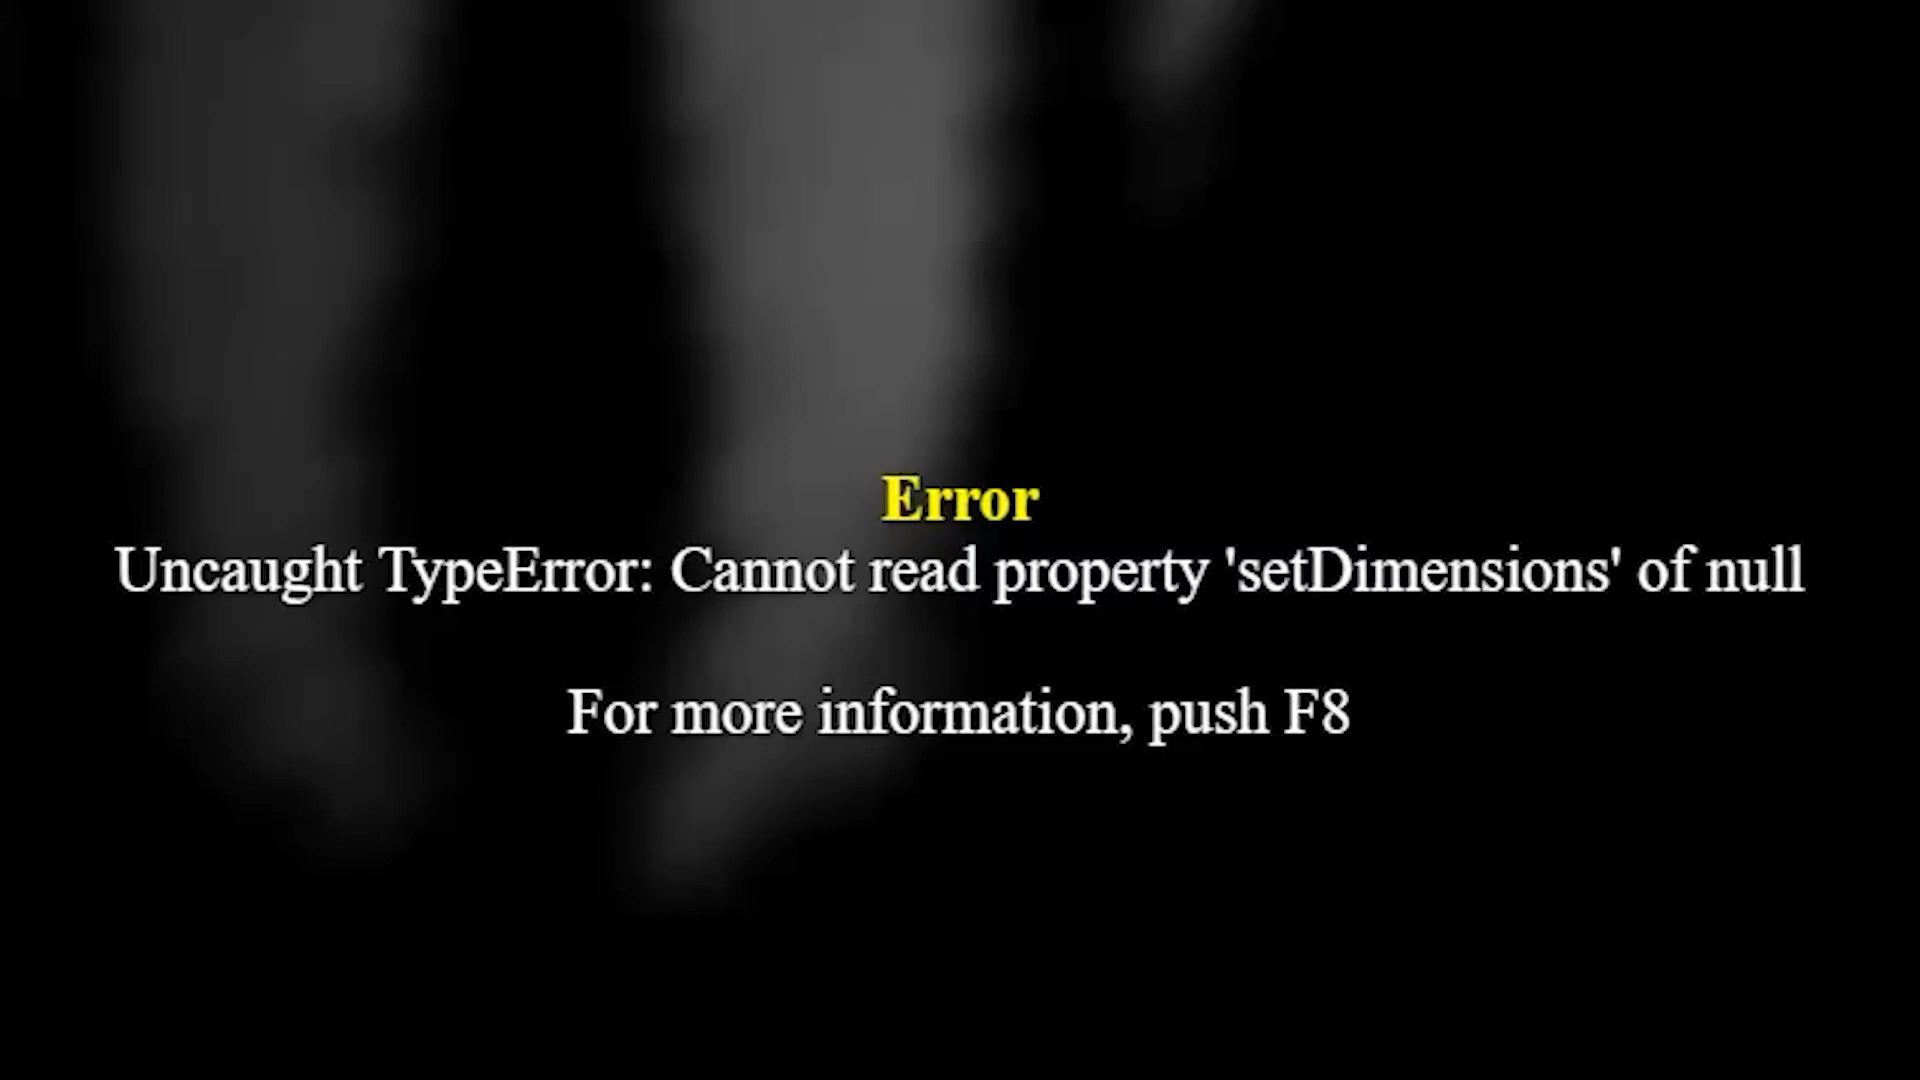 Error
Uncaught TypeError: Cannot read property 'setDimensions' of null
For more information, push F8